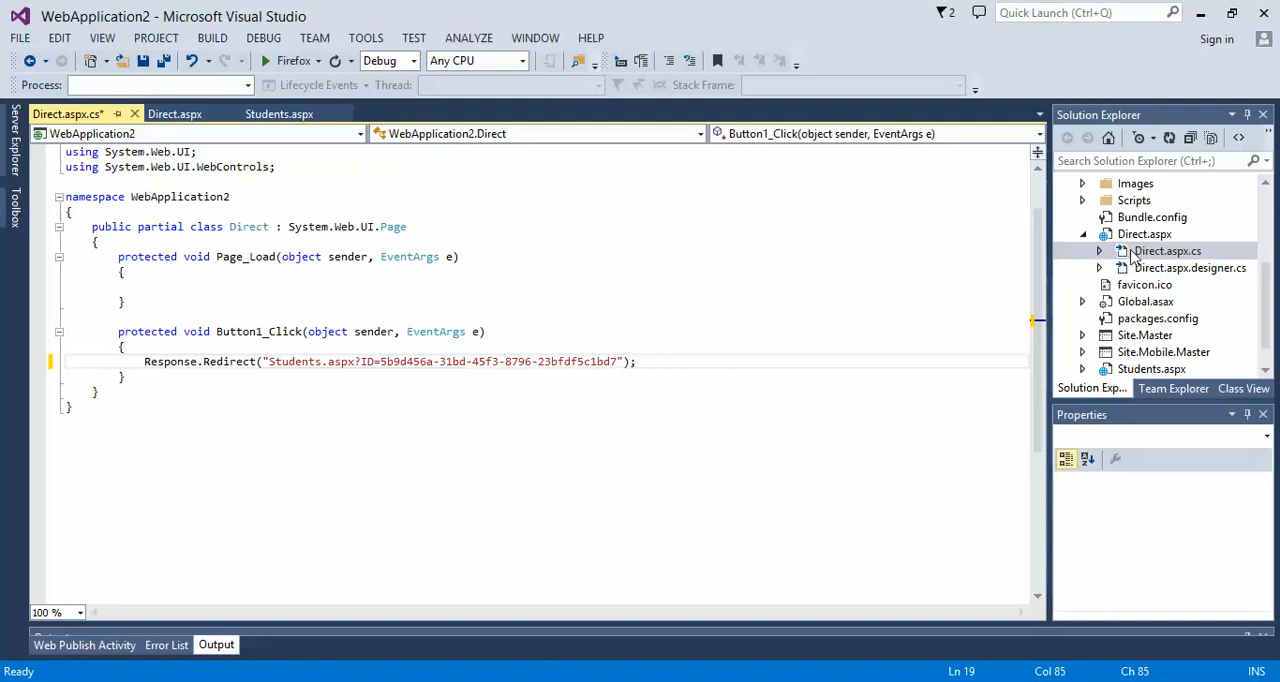 WebApplication2 - Microsoft Visual Studio
2
Quick Launch (Ctrl+Q)
FILE EDIT VIEW PROJECT BUILD DEBUG TEAM TOOLS TEST ANALYZE WINDOW HELP
Sign in
Firefox Debug Any CPU
Process: Lifecycle Events Thread: Stack Frame:
Server Explorer
Toolbox
Direct.aspx.cs* Direct.aspx Students.aspx
WebApplication2 WebApplication2.Direct Button1_Click(object sender, EventArgs e)
using System.Web.UI;
using System.Web.UI.WebControls;
namespace WebApplication2
{
public partial class Direct : System.Web.UI.Page
{
protected void Page_Load(object sender, EventArgs e)
{
}
protected void Button1_Click(object sender, EventArgs e)
{
Response.Redirect("Students.aspx?ID=5b9d456a-31bd-45f3-8796-23bfdf5c1bd7");
}
}
}
100 %
Solution Explorer
Search Solution Explorer (Ctrl+;)
Images
Scripts
Bundle.config
Direct.aspx
Direct.aspx.cs
Direct.aspx.designer.cs
favicon.ico
Global.asax
packages.config
Site.Master
Site.Mobile.Master
Students.aspx
Solution Exp... Team Explorer Class View
Properties
Web Publish Activity Error List Output
Ready Ln 19 Col 85 Ch 85 INS